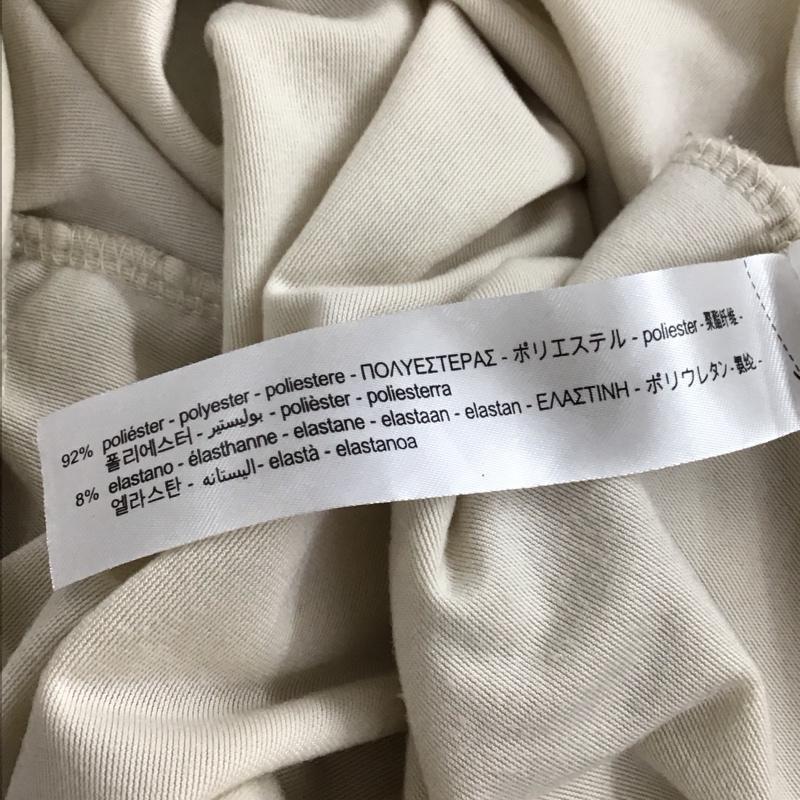 92% poliéster - polyester - poliestere - ΠΟΛΥΕΣΤΕΡΑΣ - ポリエステル - poliester - 聚酯纤维 -
폴리에스터 - بوليستير - polièster - poliesterra
8% elastano - élasthanne - elastane - elastaan - elastan - ΕΛΑΣΤΙΝΗ - ポリウレタン - 氨纶 -
엘라스탄 - اليستانه - elastà - elastanoa